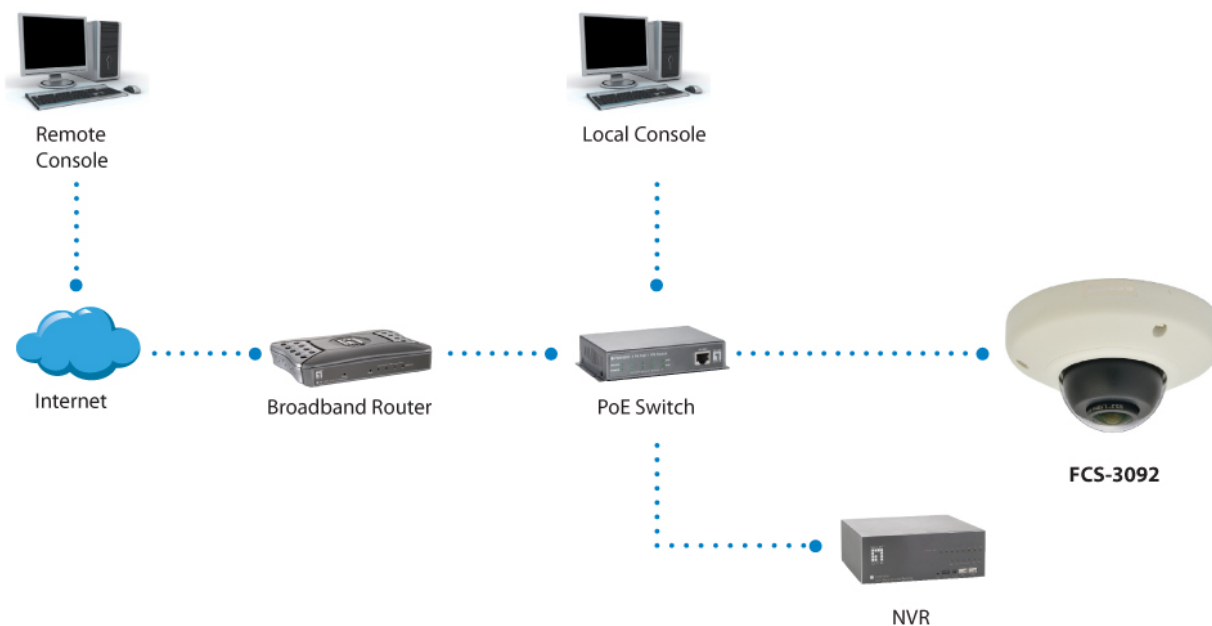 Remote
Console
Local Console
Internet
Broadband Router
PoE Switch
FCS-3092
NVR